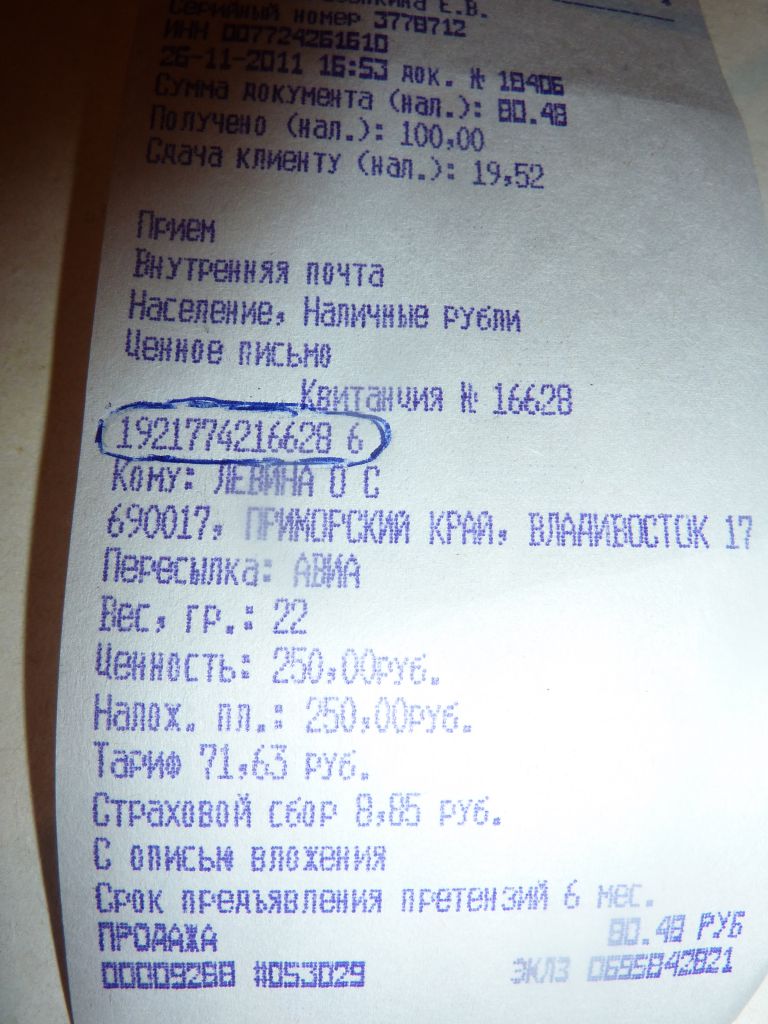 Е.В.
Серийный номер 3778712
ИНН 007724261610
26-11-2011 16:53 док. № 18406
Сумма документа (нал.): 80.48
Получено (нал.): 100,00
Сдача клиенту (нал.): 19,52
Прием
Внутренняя почта
Население, Наличные рубли
Ценное письмо
Квитанция № 16628
1921774216628 6
Кому: ЛЕВИНА О С
690017, ПРИМОРСКИЙ КРАЙ, ВЛАДИВОСТОК 17
Пересылка: АВИА
Вес, гр.: 22
Ценность: 250,00руб.
Налож. пл.: 250,00руб.
Тариф 71,63 руб.
Страховой сбор 8,85 руб.
С описью вложения
Срок предъявления претензий 6 мес.
ПРОДАЖА 80.48 РУБ
00009268 #053029 ЭКЛЗ 0695842821